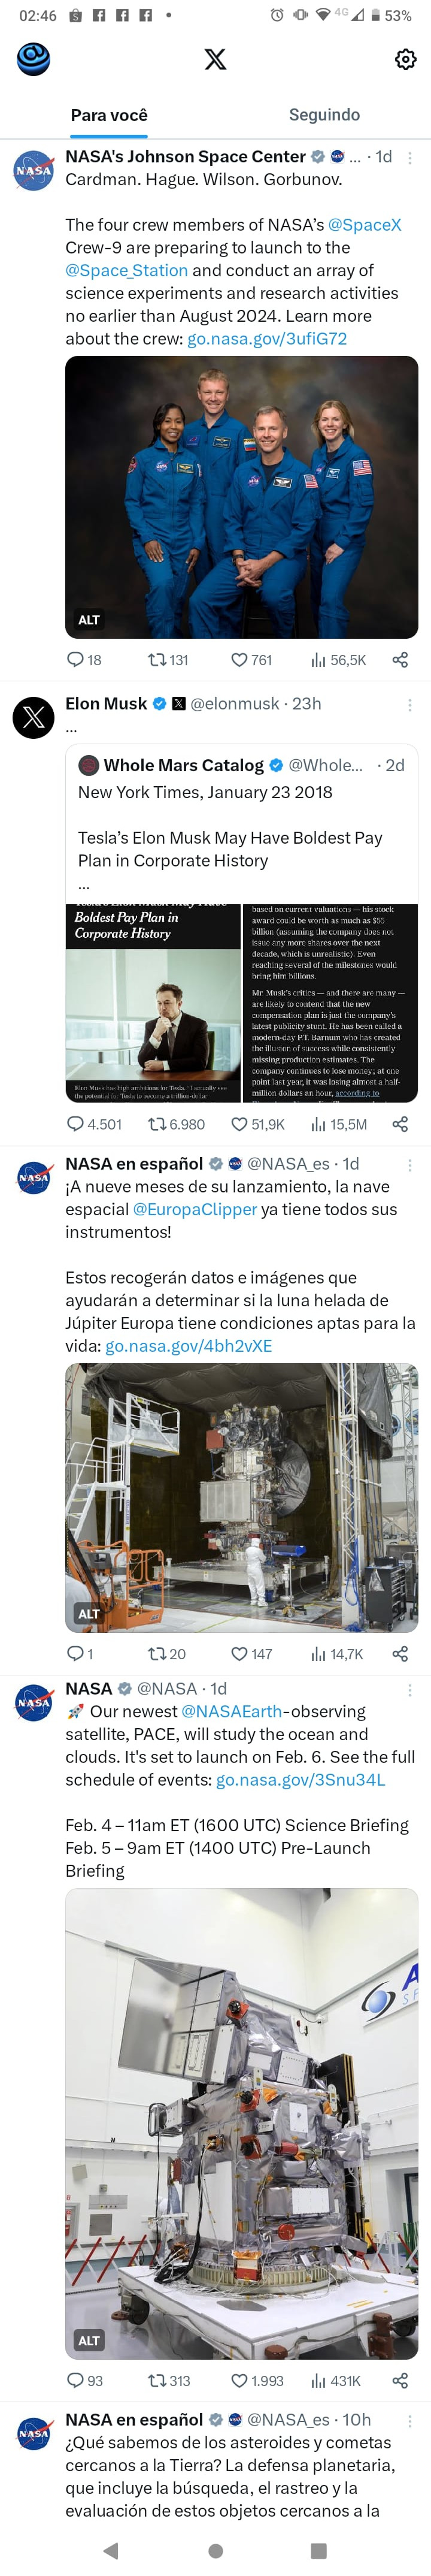 02:46
4G
53%
Para você
Seguindo
NASA's Johnson Space Center ... · 1d
Cardman. Hague. Wilson. Gorbunov.
The four crew members of NASA's @SpaceX
Crew-9 are preparing to launch to the
@Space_Station and conduct an array of
science experiments and research activities
no earlier than August 2024. Learn more
about the crew: go.nasa.gov/3ufiG72
ALT
18 131 761 56,5K
Elon Musk @elonmusk · 23h
...
Whole Mars Catalog @Whole... · 2d
New York Times, January 23 2018
Tesla's Elon Musk May Have Boldest Pay
Plan in Corporate History
...
Tesla's Elon Musk May Have
Boldest Pay Plan in
Corporate History
Elon Musk has high ambitions for Tesla. "I actually see
the potential for Tesla to become a trillion-dollar
based on current valuations — his stock
award could be worth as much as $55
billion (assuming the company does not
issue any more shares over the next
decade, which is unrealistic). Even
reaching several of the milestones would
bring him billions.
Mr. Musk's critics — and there are many —
are likely to contend that the new
compensation plan is just the company's
latest publicity stunt. He has been called a
modern-day P.T. Barnum who has created
the illusion of success while consistently
missing production estimates. The
company continues to lose money; at one
point last year, it was losing almost a half-
million dollars an hour, according to
4.501 6.980 51,9K 15,5M
NASA en español @NASA_es · 1d
¡A nueve meses de su lanzamiento, la nave
espacial @EuropaClipper ya tiene todos sus
instrumentos!
Estos recogerán datos e imágenes que
ayudarán a determinar si la luna helada de
Júpiter Europa tiene condiciones aptas para la
vida: go.nasa.gov/4bh2vXE
ALT
1 20 147 14,7K
NASA @NASA · 1d
🚀 Our newest @NASAEarth-observing
satellite, PACE, will study the ocean and
clouds. It's set to launch on Feb. 6. See the full
schedule of events: go.nasa.gov/3Snu34L
Feb. 4 – 11am ET (1600 UTC) Science Briefing
Feb. 5 – 9am ET (1400 UTC) Pre-Launch
Briefing
ALT
93 313 1.993 431K
NASA en español @NASA_es · 10h
¿Qué sabemos de los asteroides y cometas
cercanos a la Tierra? La defensa planetaria,
que incluye la búsqueda, el rastreo y la
evaluación de estos objetos cercanos a la